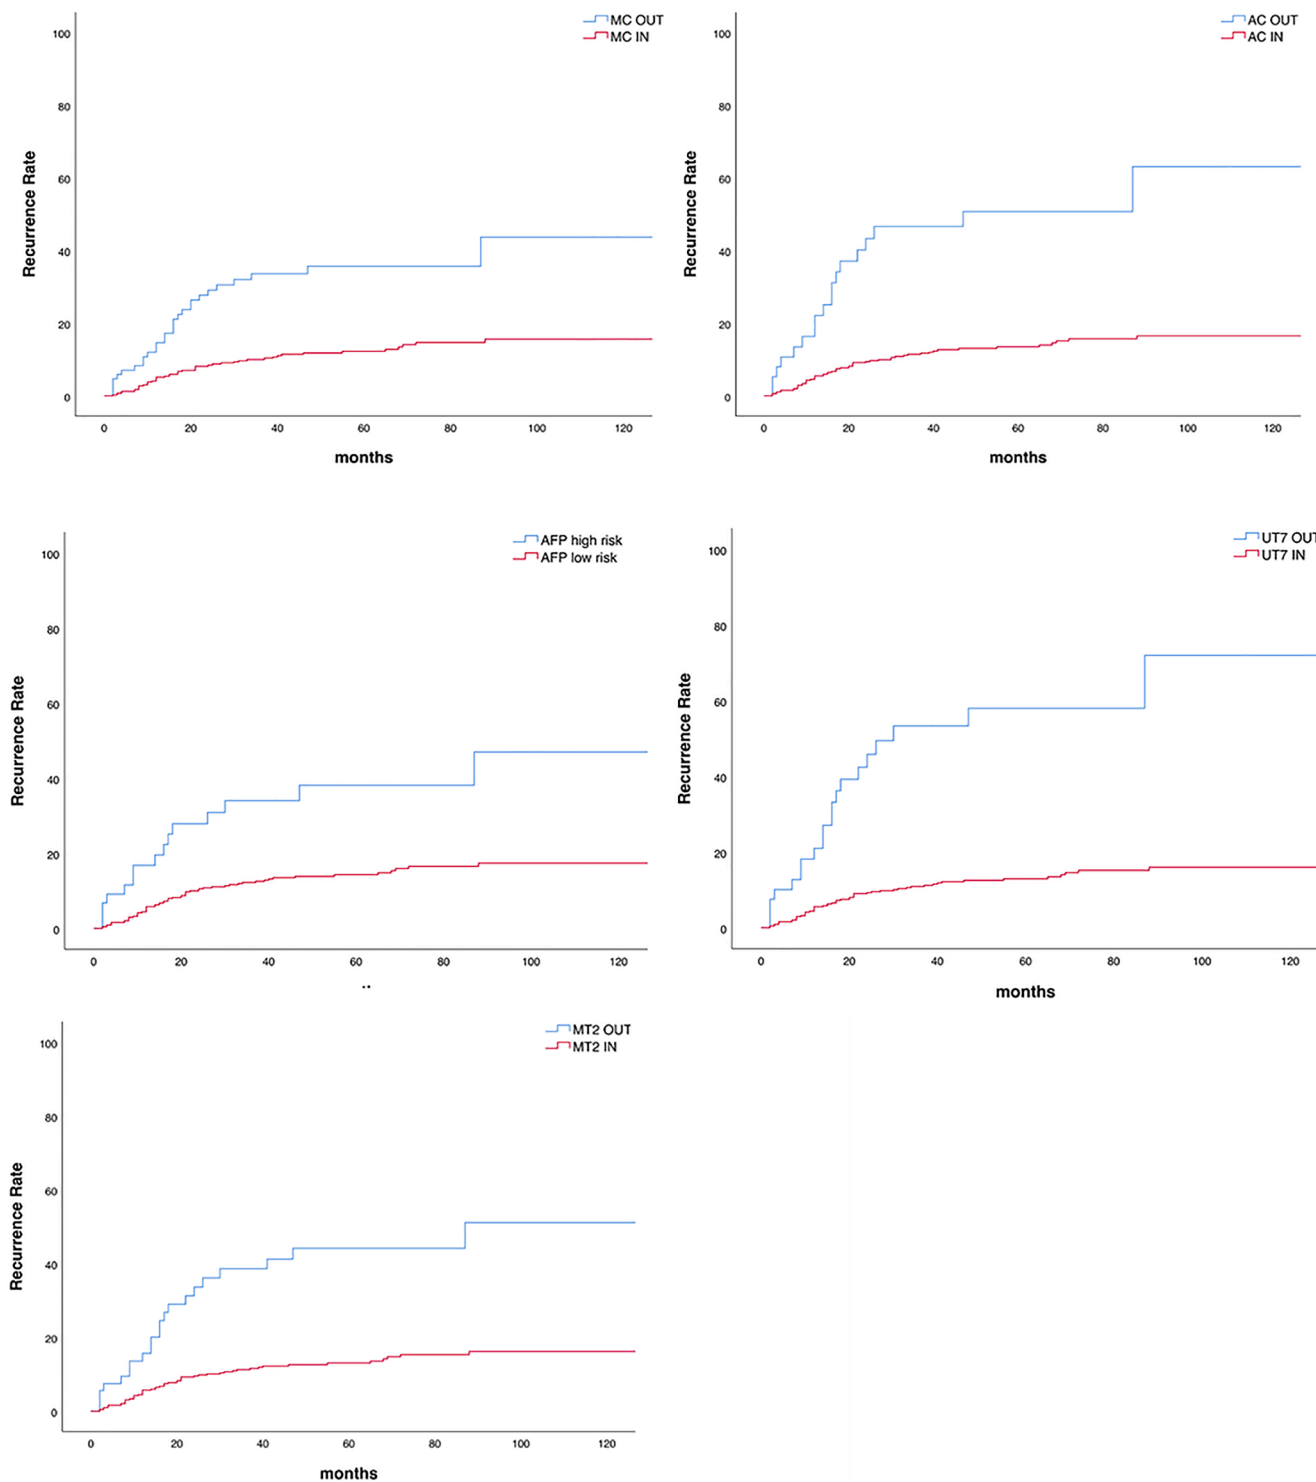 MC OUT
MC IN
100
80
60
40
20
0
Recurrence Rate
0 20 40 60 80 100 120
months
AC OUT
AC IN
100
80
60
40
20
0
Recurrence Rate
0 20 40 60 80 100 120
months
AFP high risk
AFP low risk
100
80
60
40
20
0
Recurrence Rate
0 20 40 60 80 100 120
UT7 OUT
UT7 IN
100
80
60
40
20
0
Recurrence Rate
0 20 40 60 80 100 120
months
MT2 OUT
MT2 IN
100
80
60
40
20
0
Recurrence Rate
0 20 40 60 80 100 120
months